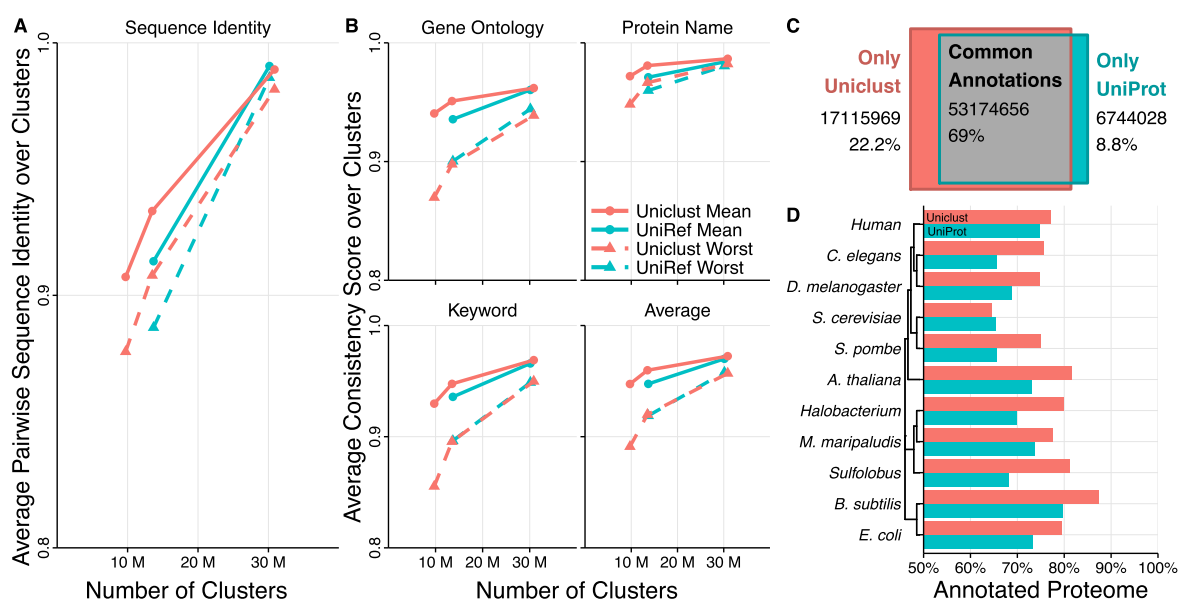 A
Sequence Identity
Average Pairwise Sequence Identity over Clusters
1.0
0.9
0.8
10 M
20 M
30 M
Number of Clusters
B
Gene Ontology
Protein Name
Average Consistency Score over Clusters
1.0
0.9
0.8
Uniclust Mean
UniRef Mean
Uniclust Worst
UniRef Worst
Keyword
Average
1.0
0.9
0.8
10 M
20 M
30 M
10 M
20 M
30 M
Number of Clusters
C
Only
Uniclust
17115969
22.2%
Common
Annotations
53174656
69%
Only
UniProt
6744028
8.8%
D
Uniclust
UniProt
Human
C. elegans
D. melanogaster
S. cerevisiae
S. pombe
A. thaliana
Halobacterium
M. maripaludis
Sulfolobus
B. subtilis
E. coli
50%
60%
70%
80%
90%
100%
Annotated Proteome